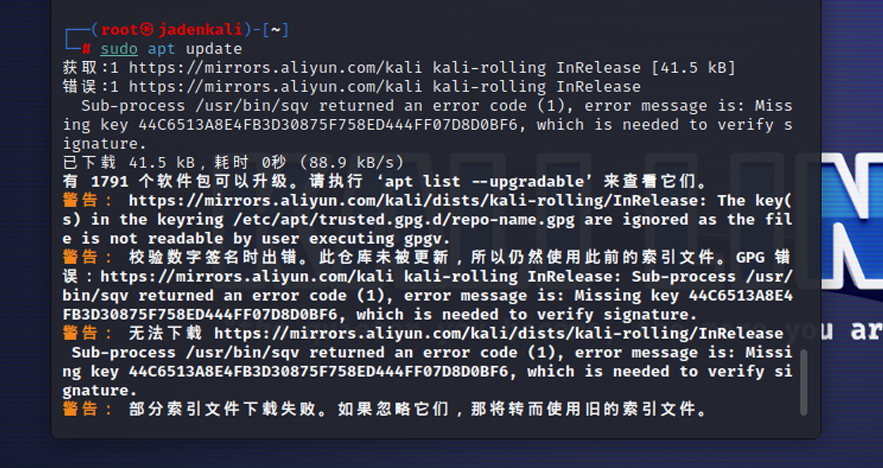 ┌──(root㉿jadenkali)-[~]
└─# sudo apt update
获取:1 https://mirrors.aliyun.com/kali kali-rolling InRelease [41.5 kB]
错误:1 https://mirrors.aliyun.com/kali kali-rolling InRelease
Sub-process /usr/bin/sqv returned an error code (1), error message is: Miss
ing key 44C6513A8E4FB3D30875F758ED444FF07D8D0BF6, which is needed to verify s
ignature.
已下载 41.5 kB，耗时 0秒 (88.9 kB/s)
有 1791 个软件包可以升级。请执行 ‘apt list --upgradable’ 来查看它们。
警告： https://mirrors.aliyun.com/kali/dists/kali-rolling/InRelease: The key(
s) in the keyring /etc/apt/trusted.gpg.d/repo-name.gpg are ignored as the fil
e is not readable by user executing gpgv.
警告： 校验数字签名时出错。此仓库未被更新，所以仍然使用此前的索引文件。GPG 错
误：https://mirrors.aliyun.com/kali kali-rolling InRelease: Sub-process /usr/
bin/sqv returned an error code (1), error message is: Missing key 44C6513A8E4
FB3D30875F758ED444FF07D8D0BF6, which is needed to verify signature.
警告： 无法下载 https://mirrors.aliyun.com/kali/dists/kali-rolling/InRelease
Sub-process /usr/bin/sqv returned an error code (1), error message is: Missi
ng key 44C6513A8E4FB3D30875F758ED444FF07D8D0BF6, which is needed to verify si
gnature.
警告： 部分索引文件下载失败。如果忽略它们，那将转而使用旧的索引文件。